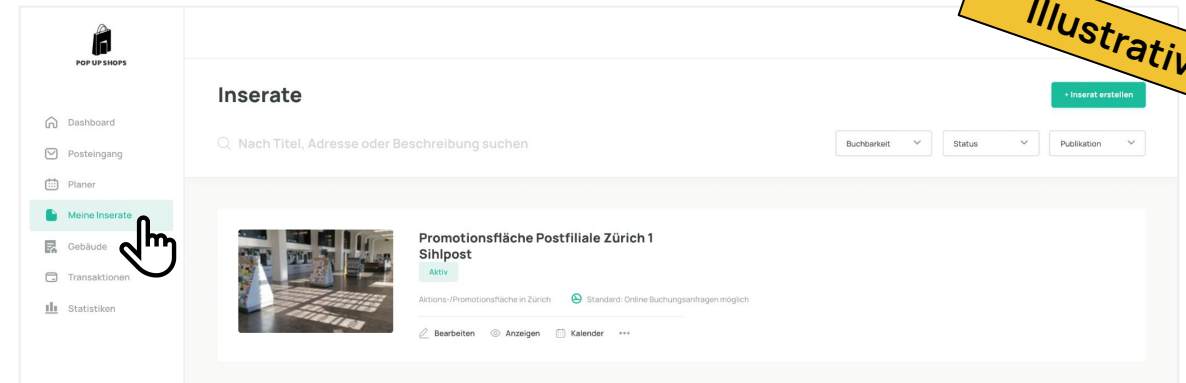 Illustrativ
POP UP SHOPS
Dashboard
Posteingang
Planer
Meine Inserate
Gebäude
Transaktionen
Statistiken
Inserate
+ Inserat erstellen
Nach Titel, Adresse oder Beschreibung suchen
Buchbarkeit
Status
Publikation
Promotionsfläche Postfiliale Zürich 1
Sihlpost
Aktiv
Aktions-/Promotionsfläche in Zürich Standard: Online Buchungsanfragen möglich
Bearbeiten Anzeigen Kalender •••